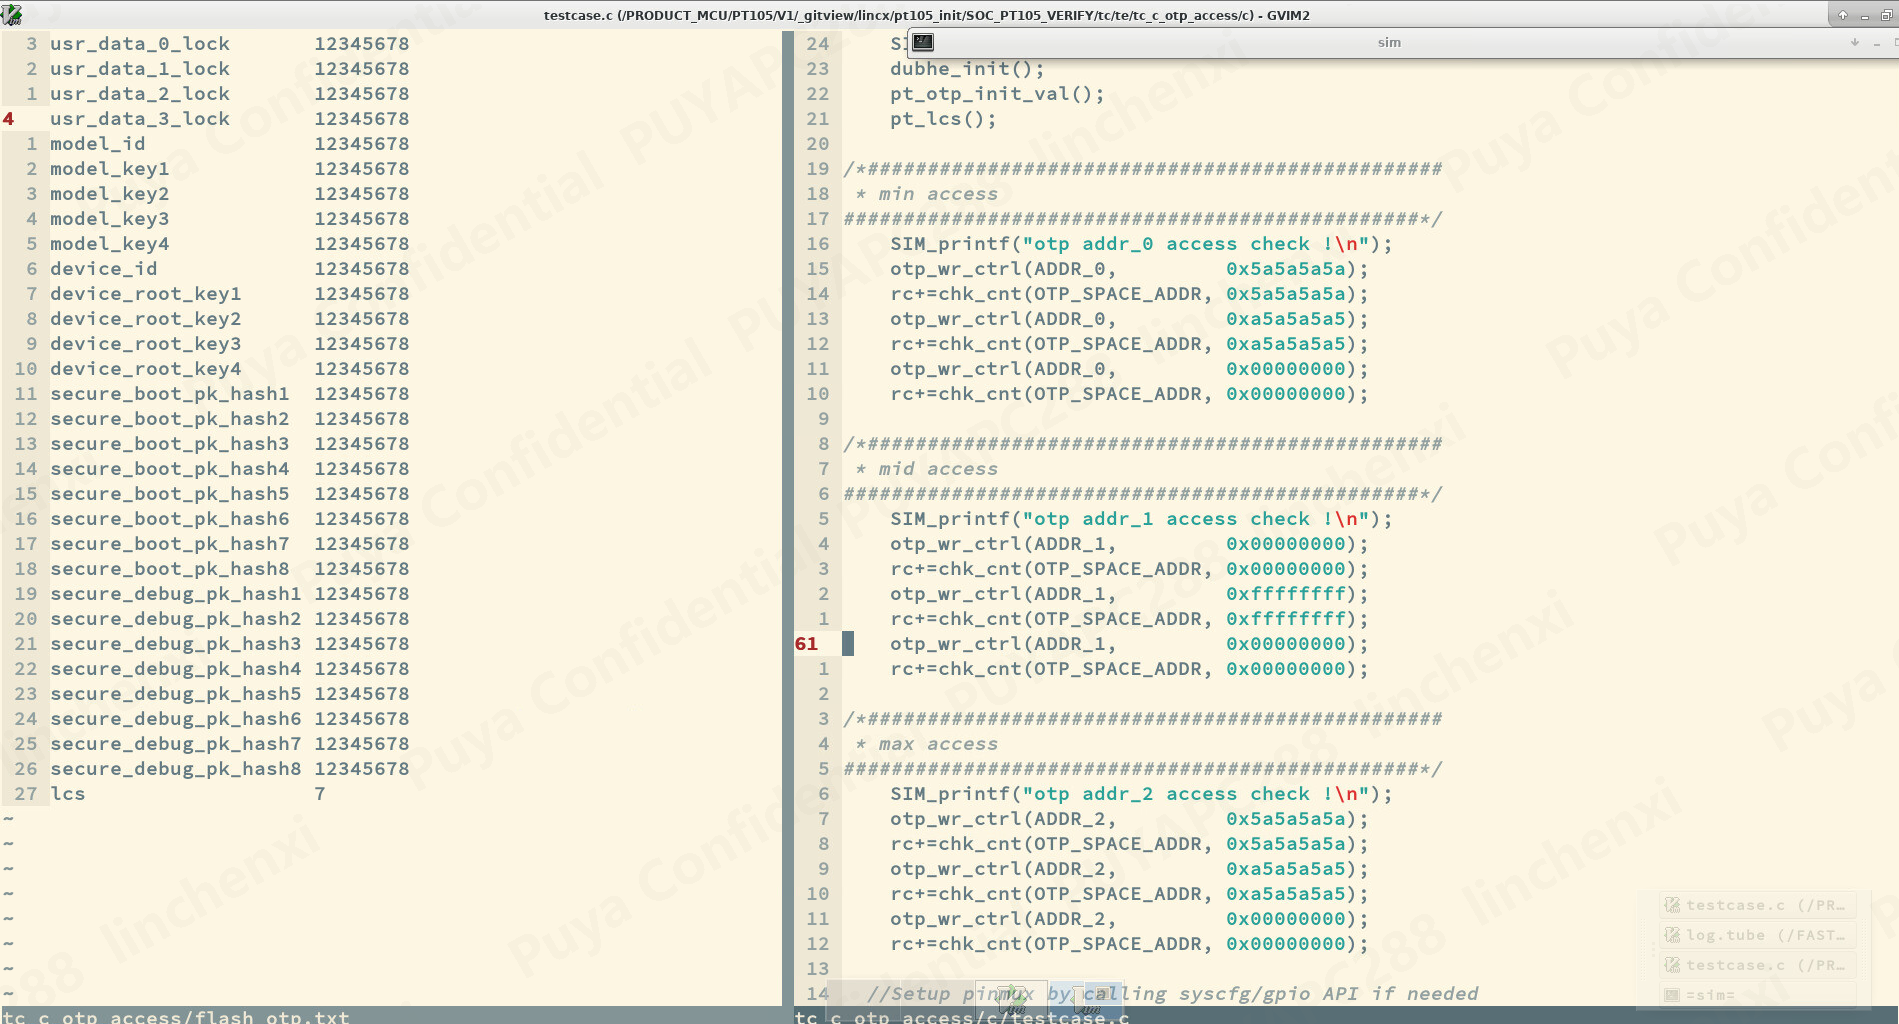 testcase.c (/PRODUCT_MCU/PT105/V1/_gitview/lincx/pt105_init/SOC_PT105_VERIFY/tc/te/tc_c_otp_access/c) - GVIM2
sim
3 usr_data_0_lock 12345678
2 usr_data_1_lock 12345678
1 usr_data_2_lock 12345678
4 usr_data_3_lock 12345678
1 model_id 12345678
2 model_key1 12345678
3 model_key2 12345678
4 model_key3 12345678
5 model_key4 12345678
6 device_id 12345678
7 device_root_key1 12345678
8 device_root_key2 12345678
9 device_root_key3 12345678
10 device_root_key4 12345678
11 secure_boot_pk_hash1 12345678
12 secure_boot_pk_hash2 12345678
13 secure_boot_pk_hash3 12345678
14 secure_boot_pk_hash4 12345678
15 secure_boot_pk_hash5 12345678
16 secure_boot_pk_hash6 12345678
17 secure_boot_pk_hash7 12345678
18 secure_boot_pk_hash8 12345678
19 secure_debug_pk_hash1 12345678
20 secure_debug_pk_hash2 12345678
21 secure_debug_pk_hash3 12345678
22 secure_debug_pk_hash4 12345678
23 secure_debug_pk_hash5 12345678
24 secure_debug_pk_hash6 12345678
25 secure_debug_pk_hash7 12345678
26 secure_debug_pk_hash8 12345678
27 lcs 7
~
~
~
~
~
~
~
~
tc_c_otp_access/flash_otp.txt
24 SI
23 dubhe_init();
22 pt_otp_init_val();
21 pt_lcs();
20
19 /*################################################
18 * min access
17 ################################################*/
16 SIM_printf("otp addr_0 access check !\n");
15 otp_wr_ctrl(ADDR_0, 0x5a5a5a5a);
14 rc+=chk_cnt(OTP_SPACE_ADDR, 0x5a5a5a5a);
13 otp_wr_ctrl(ADDR_0, 0xa5a5a5a5);
12 rc+=chk_cnt(OTP_SPACE_ADDR, 0xa5a5a5a5);
11 otp_wr_ctrl(ADDR_0, 0x00000000);
10 rc+=chk_cnt(OTP_SPACE_ADDR, 0x00000000);
9
8 /*################################################
7 * mid access
6 ################################################*/
5 SIM_printf("otp addr_1 access check !\n");
4 otp_wr_ctrl(ADDR_1, 0x00000000);
3 rc+=chk_cnt(OTP_SPACE_ADDR, 0x00000000);
2 otp_wr_ctrl(ADDR_1, 0xffffffff);
1 rc+=chk_cnt(OTP_SPACE_ADDR, 0xffffffff);
61 otp_wr_ctrl(ADDR_1, 0x00000000);
1 rc+=chk_cnt(OTP_SPACE_ADDR, 0x00000000);
2
3 /*################################################
4 * max access
5 ################################################*/
6 SIM_printf("otp addr_2 access check !\n");
7 otp_wr_ctrl(ADDR_2, 0x5a5a5a5a);
8 rc+=chk_cnt(OTP_SPACE_ADDR, 0x5a5a5a5a);
9 otp_wr_ctrl(ADDR_2, 0xa5a5a5a5);
10 rc+=chk_cnt(OTP_SPACE_ADDR, 0xa5a5a5a5);
11 otp_wr_ctrl(ADDR_2, 0x00000000);
12 rc+=chk_cnt(OTP_SPACE_ADDR, 0x00000000);
13
14 //Setup pinmux by calling syscfg/gpio API if needed
tc_c_otp_access/c/testcase.c
testcase.c (/PR…
log.tube (/FAST…
testcase.c (/PR…
=sim=
Puya Confidential PUYAPC288 linchenxi